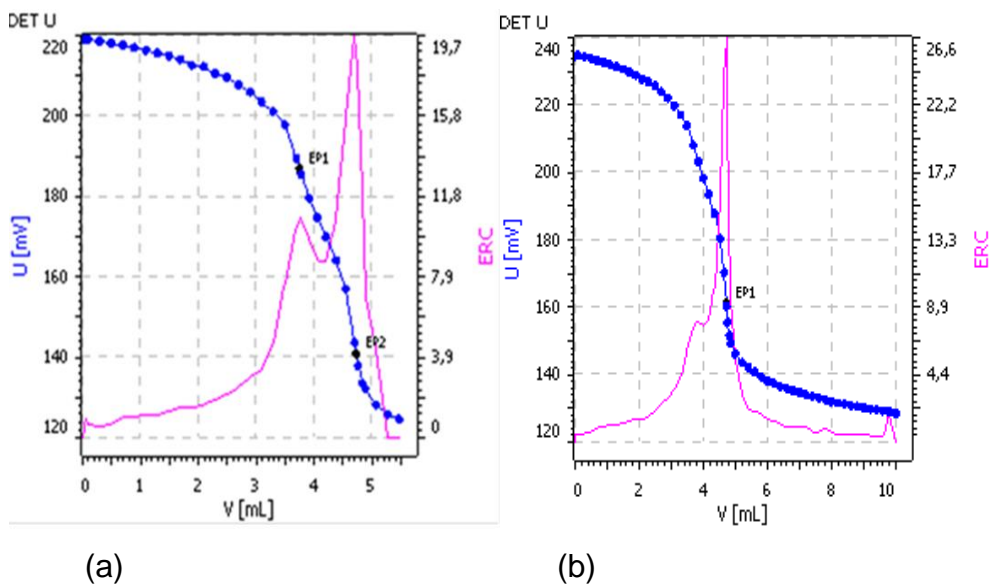 DET U
220
200
180
160
140
120
U [mV]
EP1
EP2
19,7
15,8
11,8
7,9
3,9
0
ERC
0 1 2 3 4 5
V [mL]
(a)
DET U
240
220
200
180
160
140
120
U [mV]
EP1
26,6
22,2
17,7
13,3
8,9
4,4
ERC
0 2 4 6 8 10
V [mL]
(b)